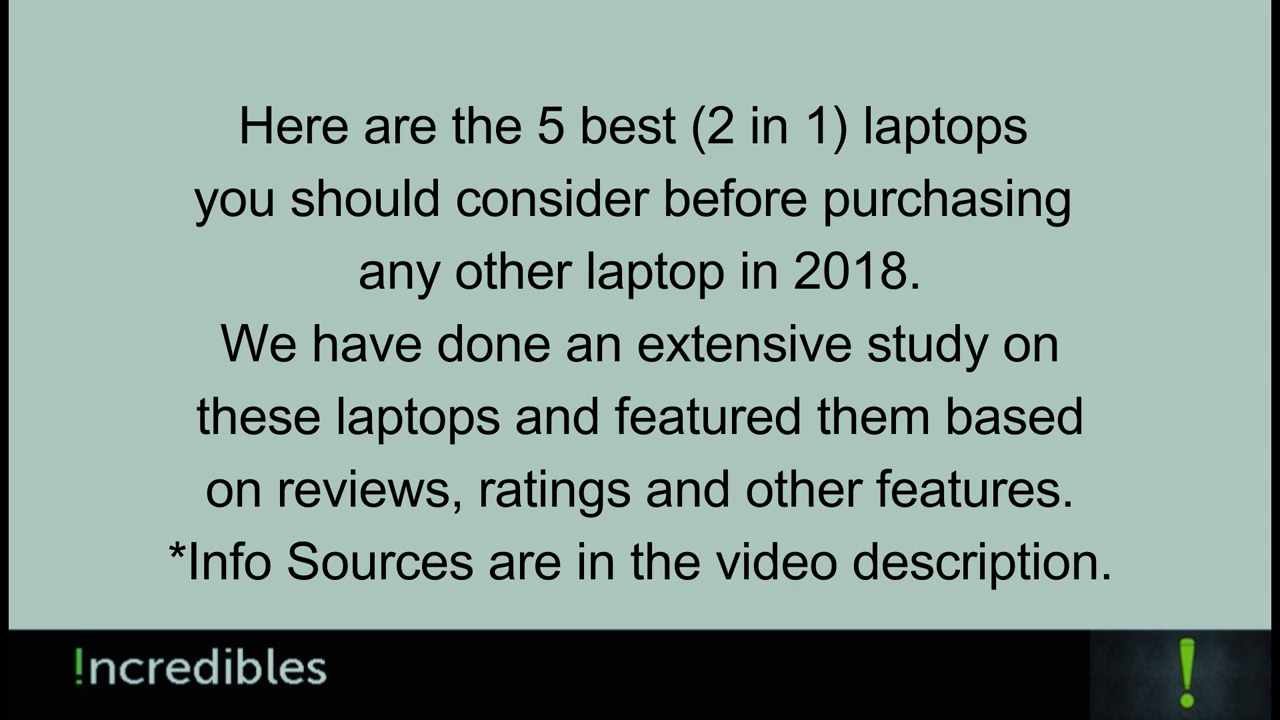 Here are the 5 best (2 in 1) laptops
you should consider before purchasing
any other laptop in 2018.
We have done an extensive study on
these laptops and featured them based
on reviews, ratings and other features.
*Info Sources are in the video description.
!ncredibles
!